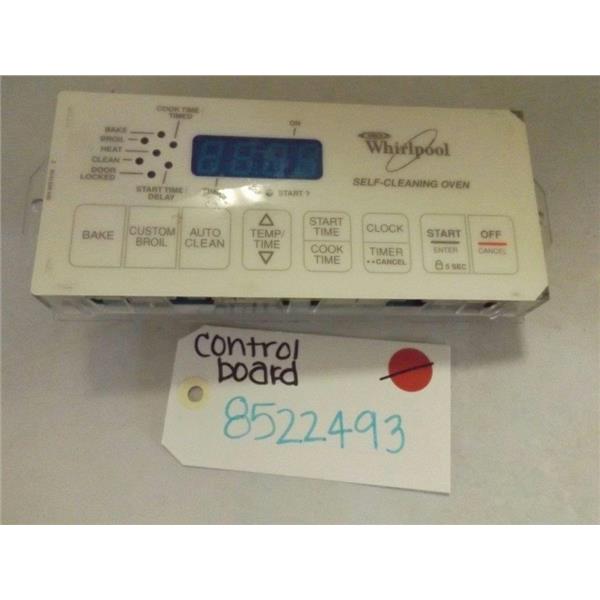 COOK TIME/
TIMED
ON
BAKE
BROIL
HEAT
CLEAN
DOOR
LOCKED
START TIME/
DELAY
START ?
Whirlpool
SELF-CLEANING OVEN
BAKE
CUSTOM
BROIL
AUTO
CLEAN
TEMP/
TIME
START
TIME
COOK
TIME
CLOCK
TIMER
••CANCEL
START
ENTER
5 SEC
OFF
CANCEL
control
board
8522493